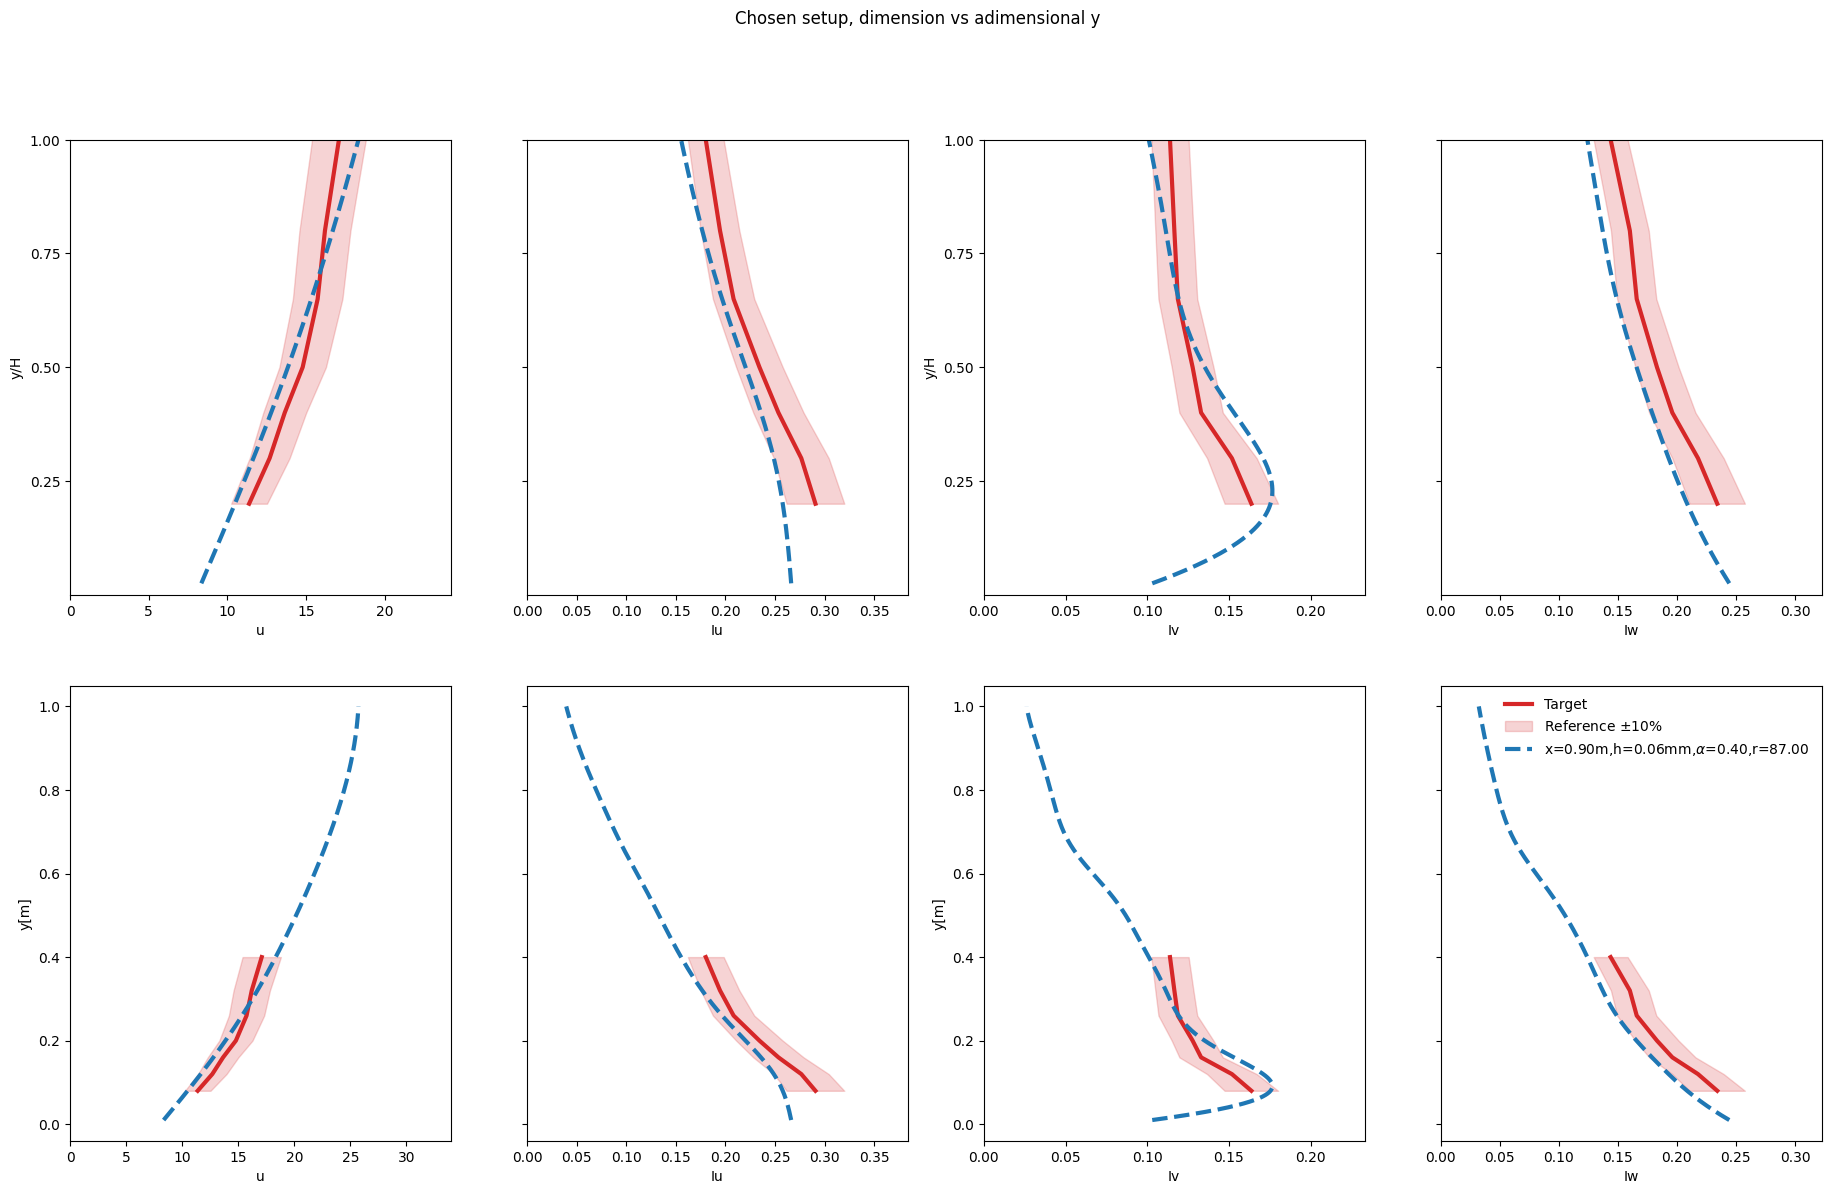 Chosen setup, dimension vs adimensional y
1.00
0.75
0.50
0.25
y/H
0 5 10 15 20
u
0.00 0.05 0.10 0.15 0.20 0.25 0.30 0.35
Iu
1.00
0.75
0.50
0.25
y/H
0.00 0.05 0.10 0.15 0.20
Iv
0.00 0.05 0.10 0.15 0.20 0.25 0.30
Iw
1.0
0.8
0.6
0.4
0.2
0.0
y[m]
0 5 10 15 20 25 30
u
0.00 0.05 0.10 0.15 0.20 0.25 0.30 0.35
Iu
1.0
0.8
0.6
0.4
0.2
0.0
y[m]
0.00 0.05 0.10 0.15 0.20
Iv
Target
Reference ±10%
x=0.90m,h=0.06mm,α=0.40,r=87.00
0.00 0.05 0.10 0.15 0.20 0.25 0.30
Iw